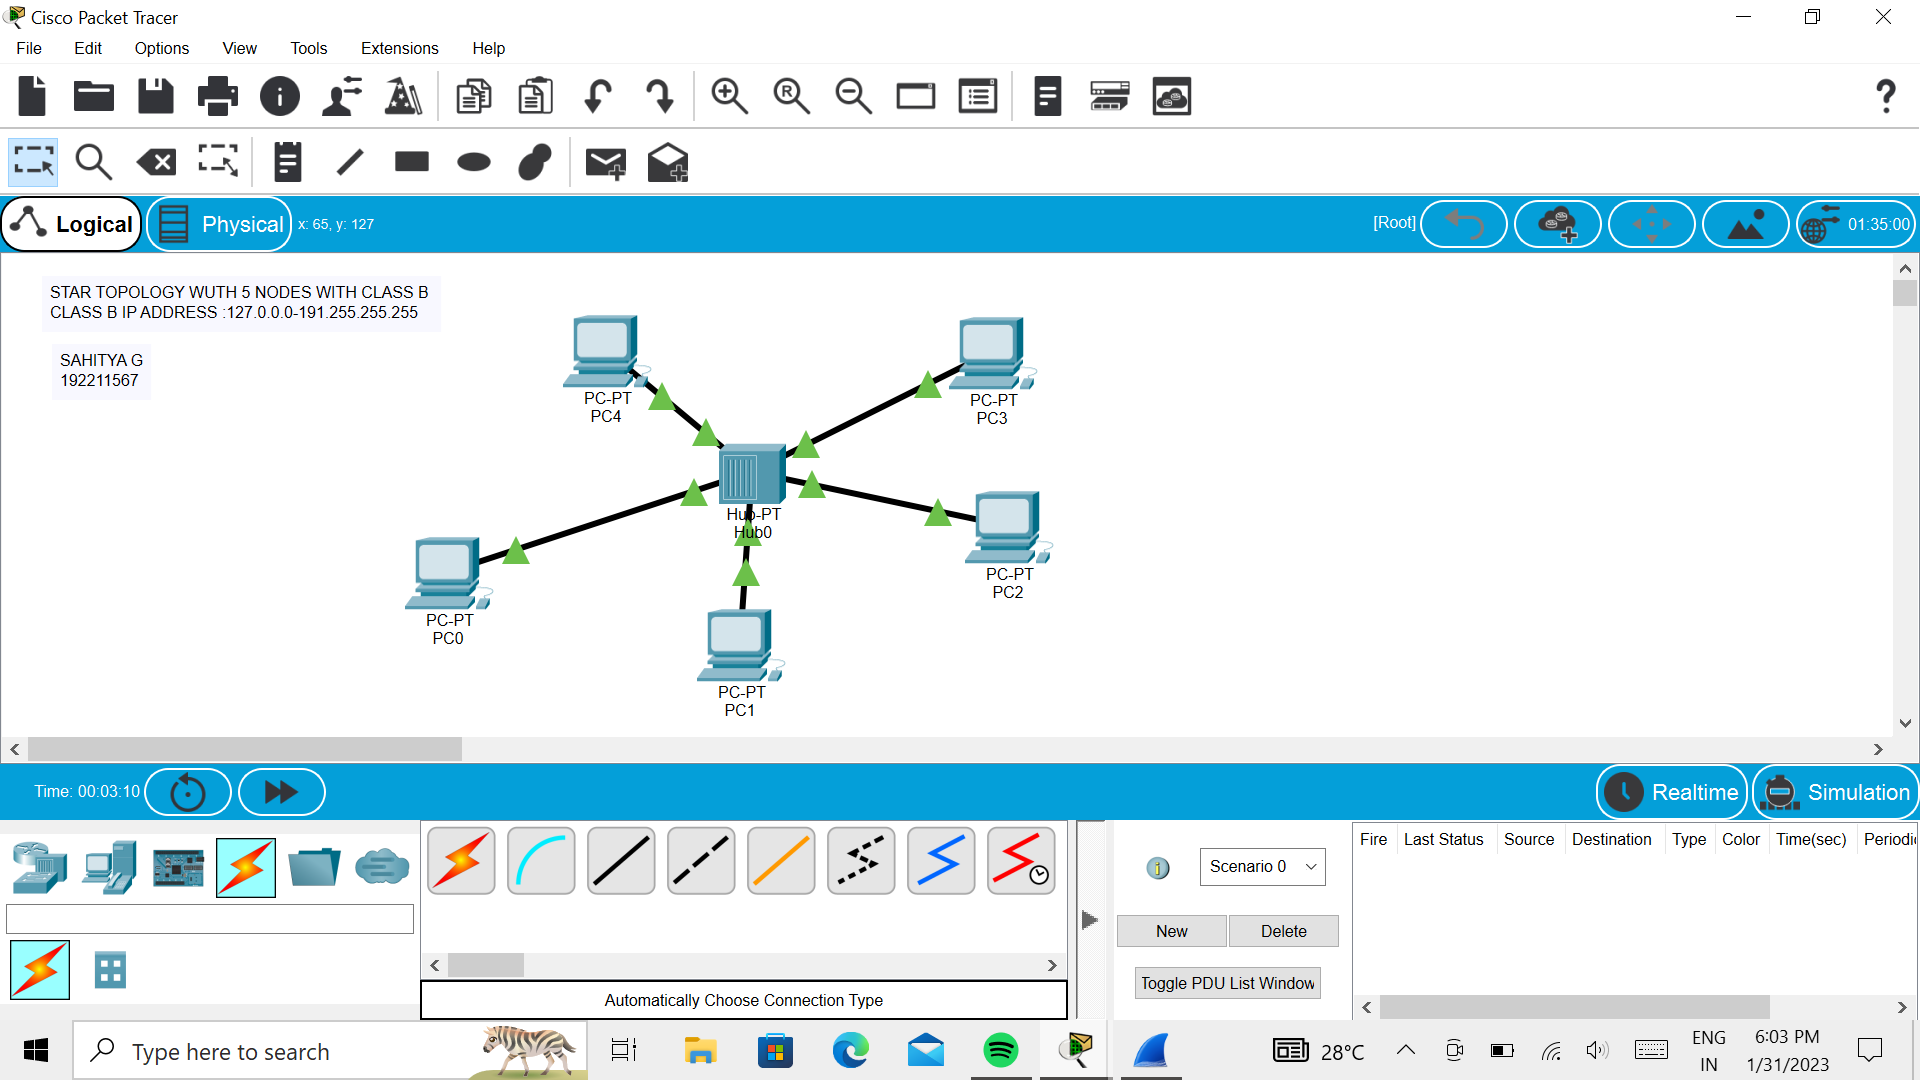 Cisco Packet Tracer
File Edit Options View Tools Extensions Help
Logical Physical x: 65, y: 127 [Root] 01:35:00
STAR TOPOLOGY WUTH 5 NODES WITH CLASS B
CLASS B IP ADDRESS :127.0.0.0-191.255.255.255
SAHITYA G
192211567
PC-PT
PC4
PC-PT
PC3
Hub-PT
Hub0
PC-PT
PC2
PC-PT
PC0
PC-PT
PC1
Time: 00:03:10 Realtime Simulation
Fire Last Status Source Destination Type Color Time(sec) Periodi
Scenario 0
New Delete
Toggle PDU List Window
Automatically Choose Connection Type
Type here to search
28°C
ENG
IN
6:03 PM
1/31/2023